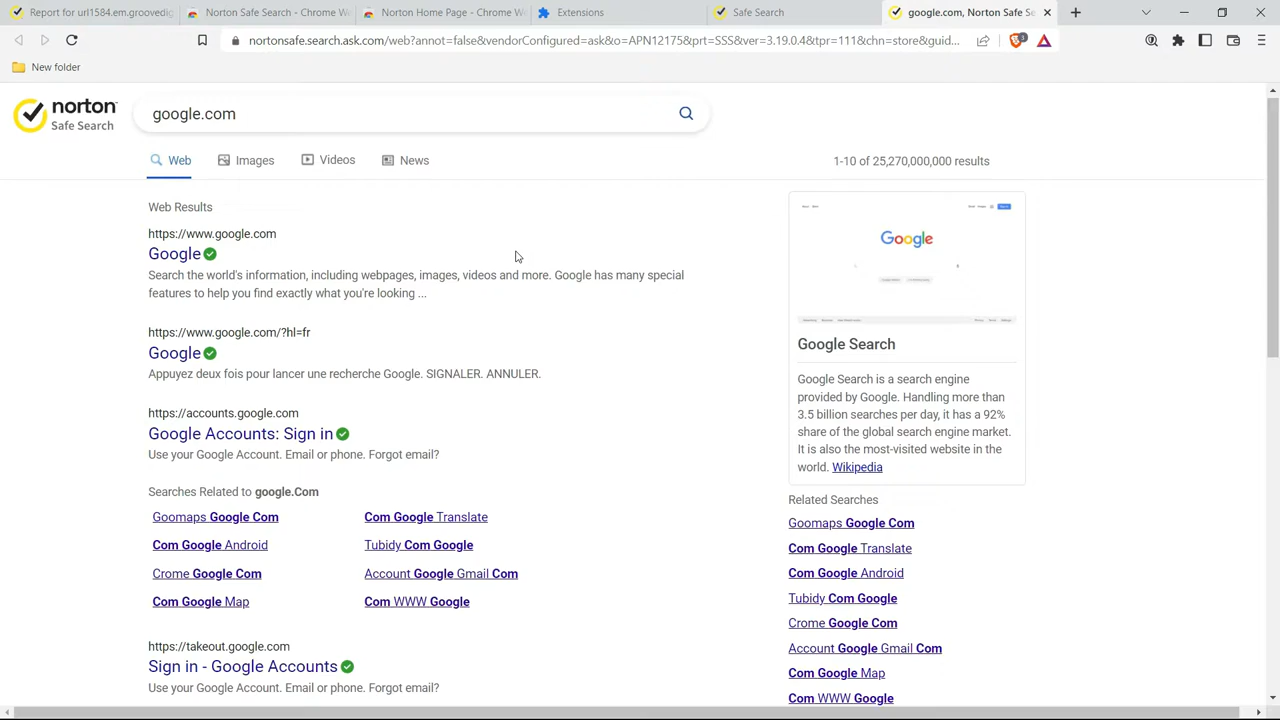 Report for url1584.em.groovedig
Norton Safe Search - Chrome W
Norton Home Page - Chrome W
Extensions
Safe Search
google.com, Norton Safe Se
nortonsafe.search.ask.com/web?annot=false&vendorConfigured=ask&o=APN12175&prt=SSS&ver=3.19.0.4&tpr=111&chn=store&guid...
3
New folder
norton
Safe Search
google.com
Web
Images
Videos
News
1-10 of 25,270,000,000 results
Web Results
https://www.google.com
Google
Search the world's information, including webpages, images, videos and more. Google has many special
features to help you find exactly what you're looking ...
https://www.google.com/?hl=fr
Google
Appuyez deux fois pour lancer une recherche Google. SIGNALER. ANNULER.
https://accounts.google.com
Google Accounts: Sign in
Use your Google Account. Email or phone. Forgot email?
Searches Related to google.Com
Goomaps Google Com
Com Google Translate
Com Google Android
Tubidy Com Google
Crome Google Com
Account Google Gmail Com
Com Google Map
Com WWW Google
https://takeout.google.com
Sign in - Google Accounts
Use your Google Account. Email or phone. Forgot email?
Google
Google Search
Google Search is a search engine
provided by Google. Handling more than
3.5 billion searches per day, it has a 92%
share of the global search engine market.
It is also the most-visited website in the
world. Wikipedia
Related Searches
Goomaps Google Com
Com Google Translate
Com Google Android
Tubidy Com Google
Crome Google Com
Account Google Gmail Com
Com Google Map
Com WWW Google